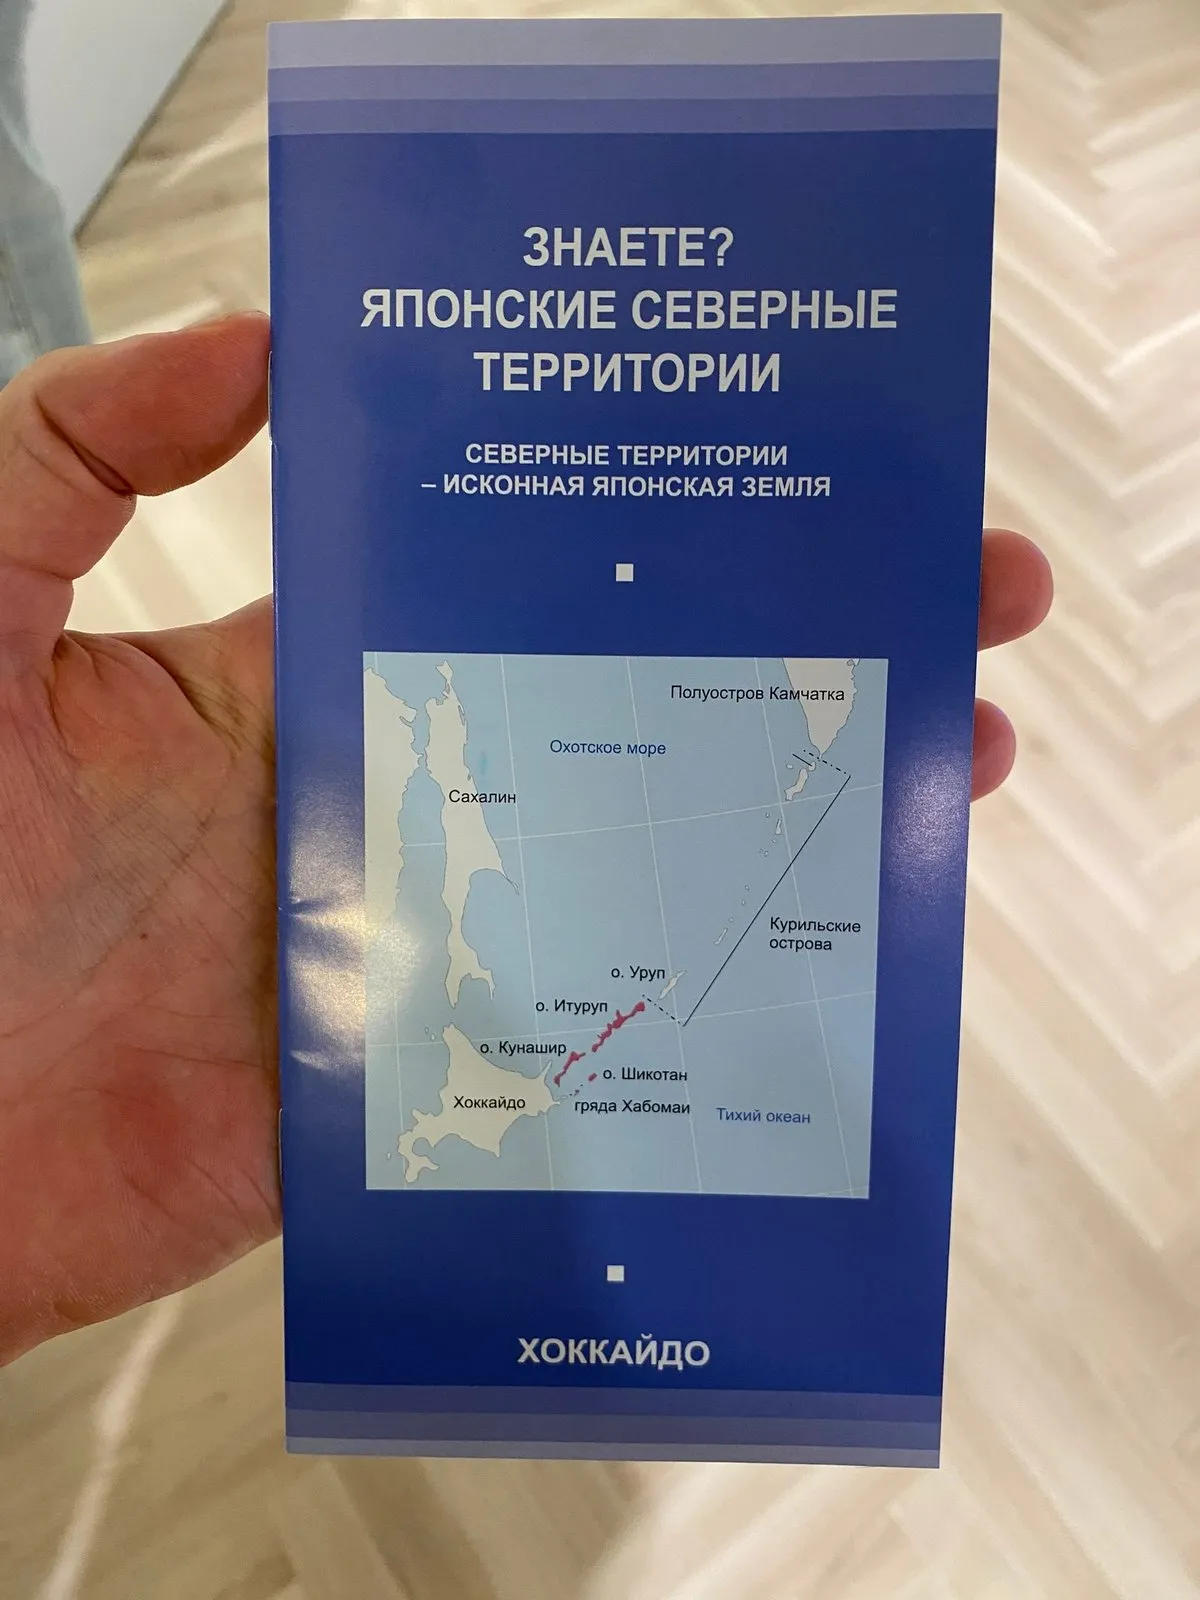 ЗНАЕТЕ?
ЯПОНСКИЕ СЕВЕРНЫЕ
ТЕРРИТОРИИ
СЕВЕРНЫЕ ТЕРРИТОРИИ
– ИСКОННАЯ ЯПОНСКАЯ ЗЕМЛЯ
Полуостров Камчатка
Охотское море
Сахалин
Курильские
острова
о. Уруп
о. Итуруп
о. Кунашир
о. Шикотан
Хоккайдо
гряда Хабомаи
Тихий океан
ХОККАЙДО